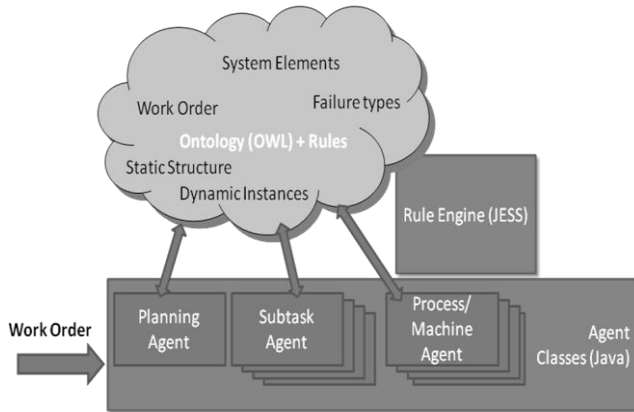 System Elements
Failure types
Work Order
Ontology (OWL) + Rules
Static Structure
Dynamic Instances
Rule Engine (JESS)
Work Order
Planning
Agent
Subtask
Agent
Process/
Machine
Agent
Agent
Classes (Java)